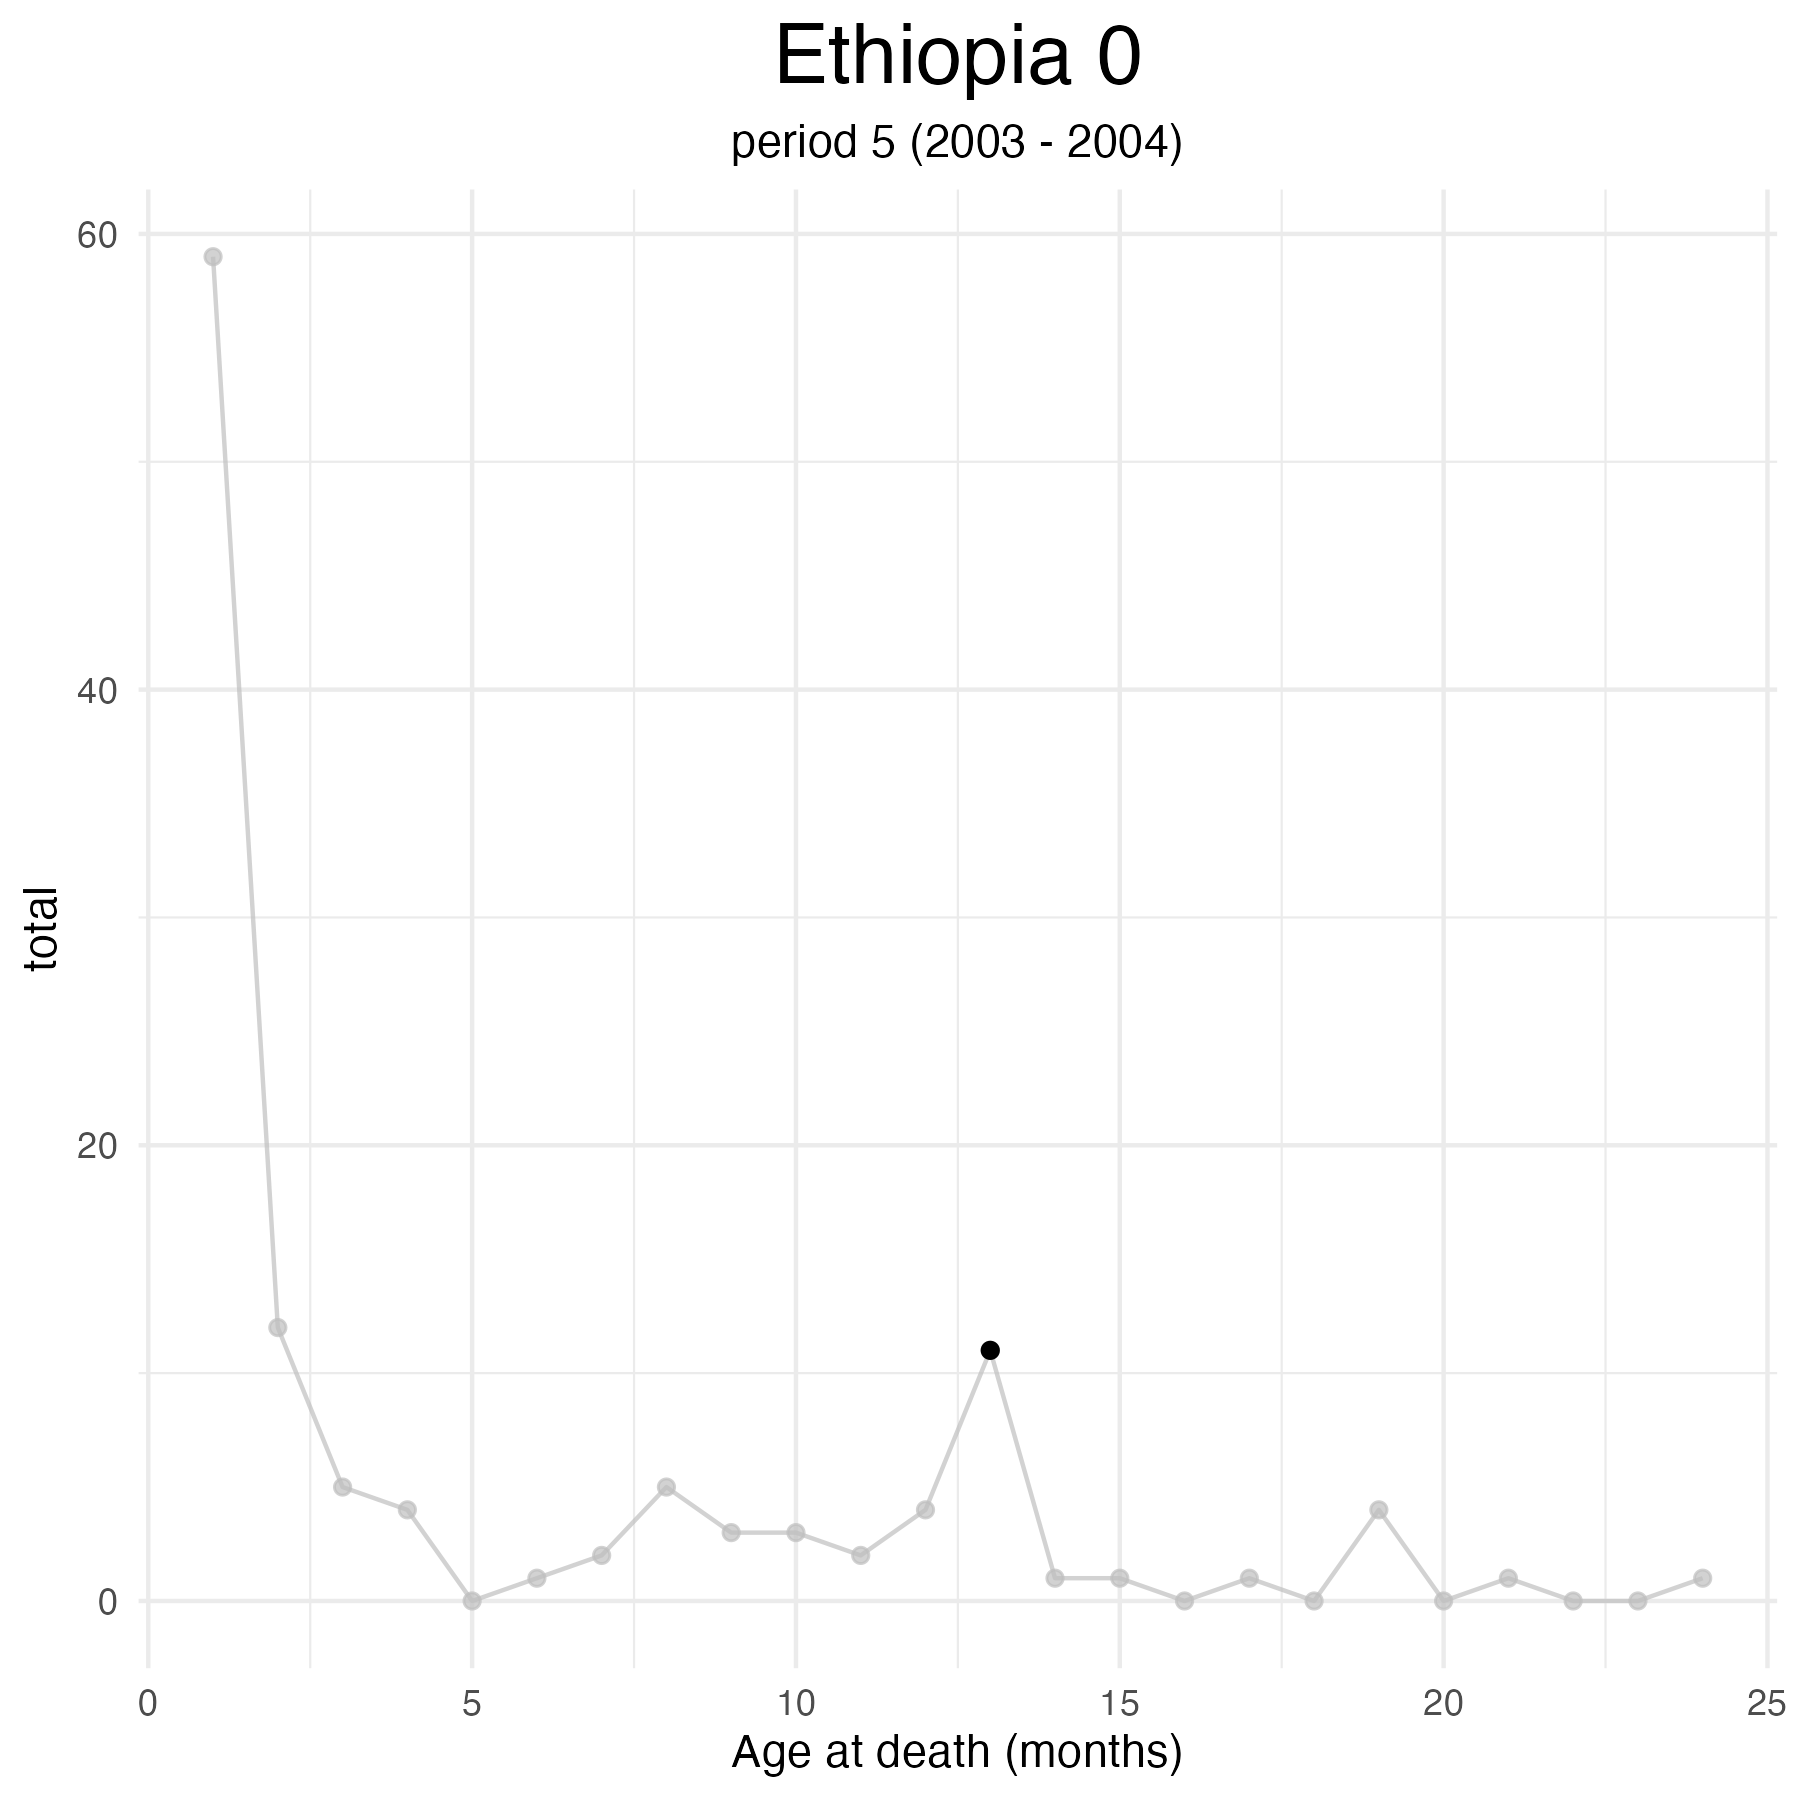 Ethiopia 0
period 5 (2003 - 2004)
60
40
20
0
total
0 5 10 15 20 25
Age at death (months)